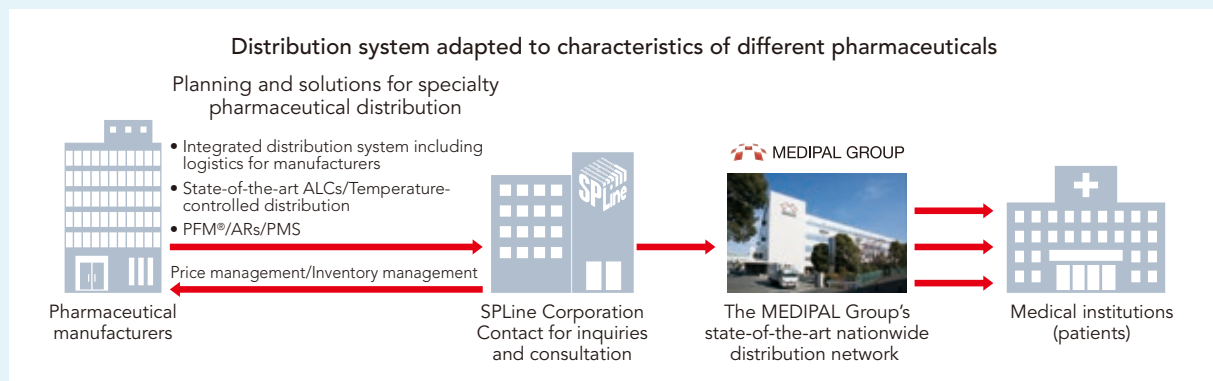 Distribution system adapted to characteristics of different pharmaceuticals
Planning and solutions for specialty
pharmaceutical distribution
• Integrated distribution system including
logistics for manufacturers
• State-of-the-art ALCs/Temperature-
controlled distribution
• PFM®/ARs/PMS
Price management/Inventory management
Pharmaceutical
manufacturers
SPLine
SPLine Corporation
Contact for inquiries
and consultation
MEDIPAL GROUP
The MEDIPAL Group's
state-of-the-art nationwide
distribution network
Medical institutions
(patients)